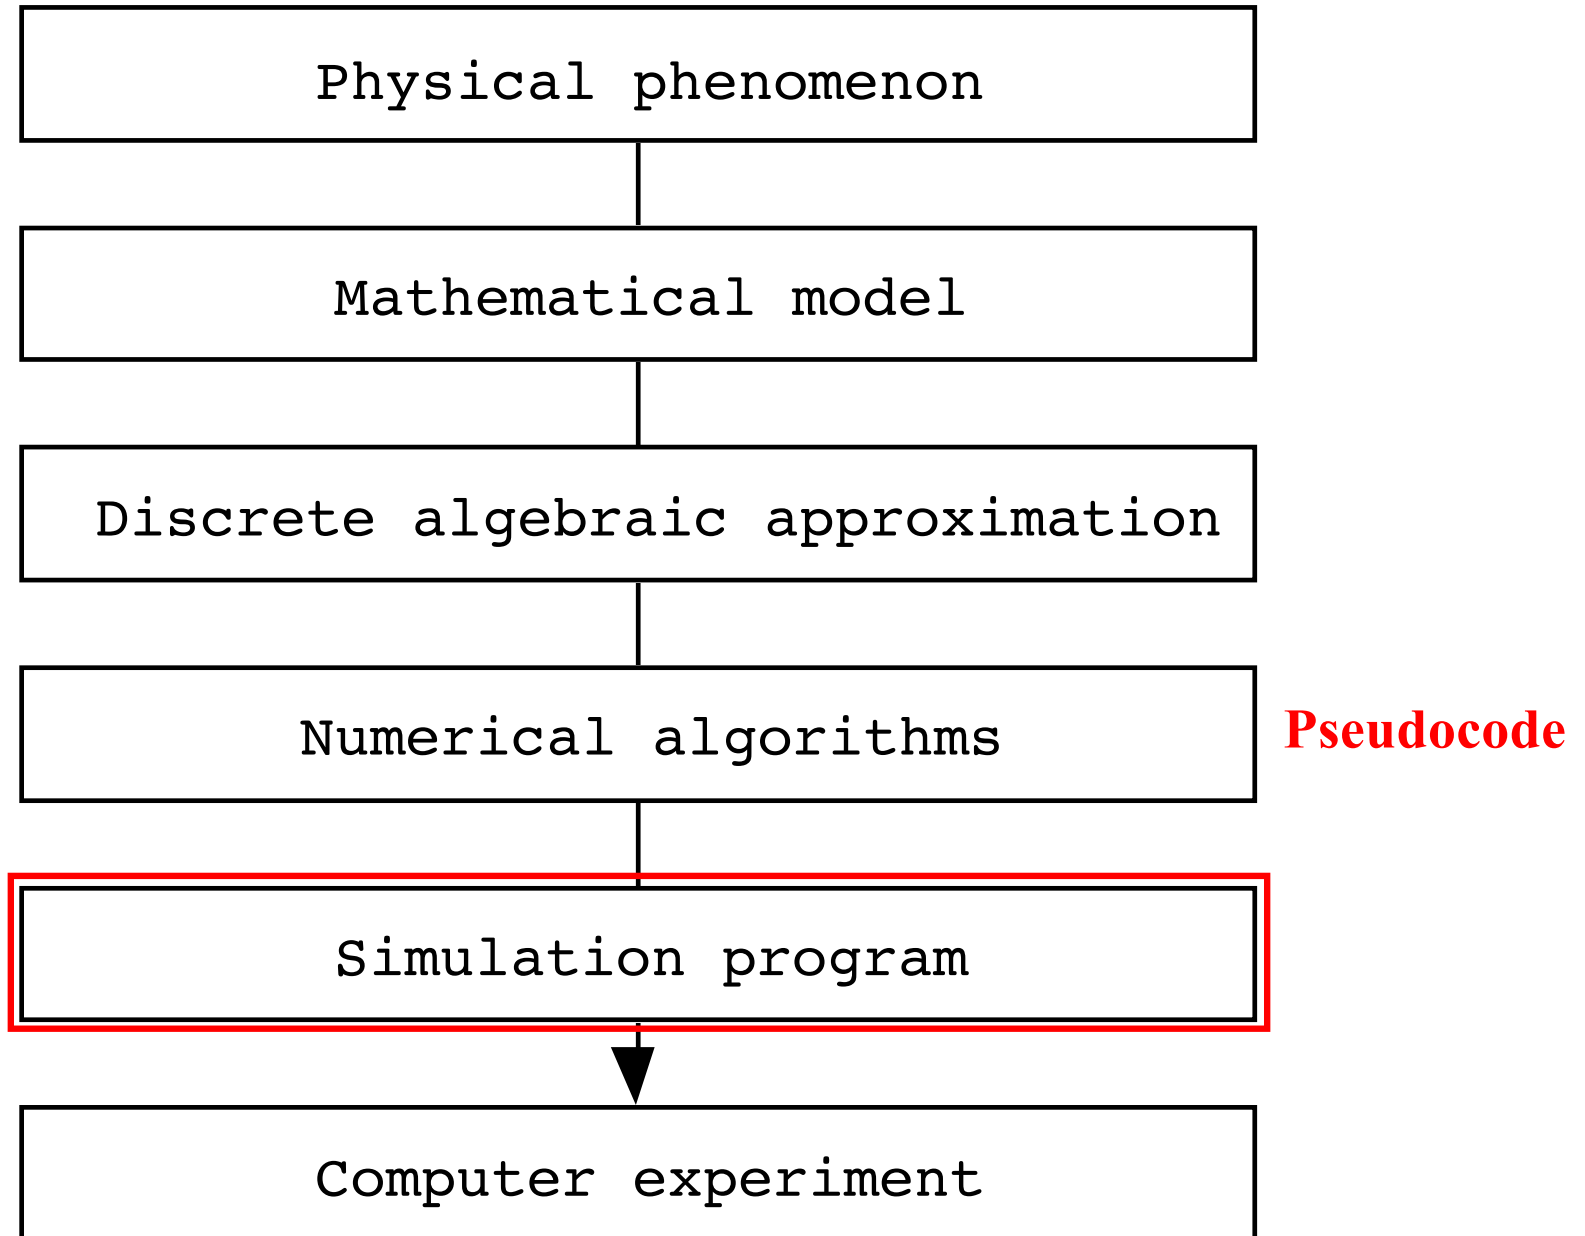 Physical phenomenon
Mathematical model
Discrete algebraic approximation
Numerical algorithms
Pseudocode
Simulation program
Computer experiment